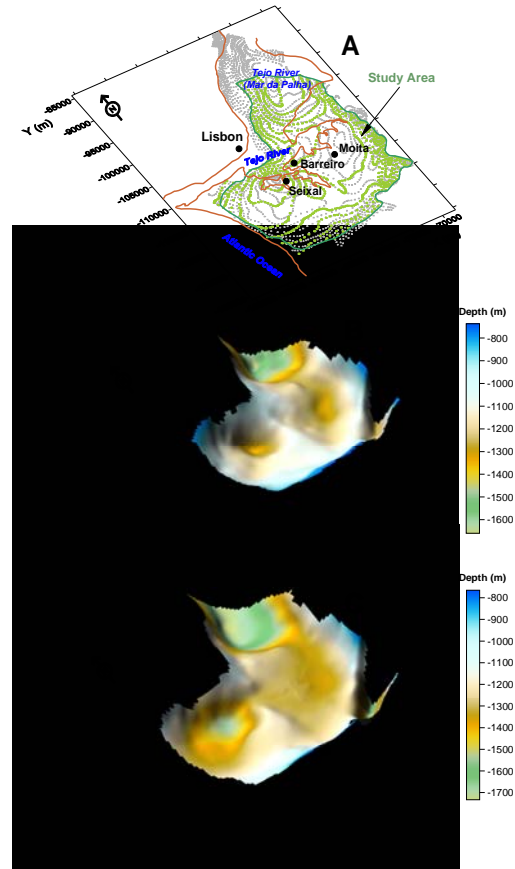 A
Tejo River
(Mar da Palha)
Study Area
-85000
Y (m)
-90000
-95000
Lisbon
-100000
Tejo River
Moita
Barreiro
-105000
Seixal
-110000
Atlantic Ocean
Depth (m)
-800
-900
-1000
-1100
-1200
-1300
-1400
-1500
-1600
Depth (m)
-800
-900
-1000
-1100
-1200
-1300
-1400
-1500
-1600
-1700